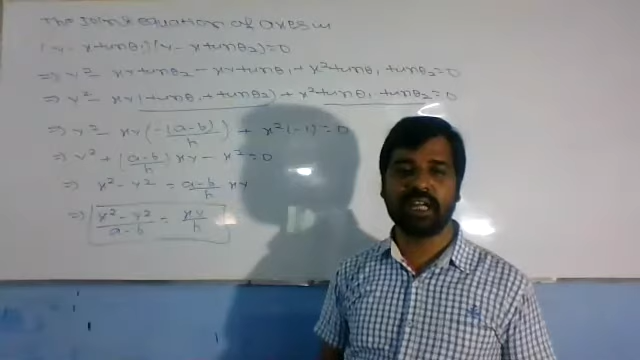 The Joint equation of axes is
(y - x tanθ₁)(y - x tanθ₂) = 0
⇒ y² - xy tanθ₂ - xy tanθ₁ + x² tanθ₁ tanθ₂ = 0
⇒ y² - xy(tanθ₁ + tanθ₂) + x² tanθ₁ tanθ₂ = 0
⇒ y² - xy(-(a-b)/h) + x²(-1) = 0
⇒ y² + (a-b)/h xy - x² = 0
⇒ x² - y² = (a-b)/h xy
⇒ (x² - y²)/(a-b) = xy/h